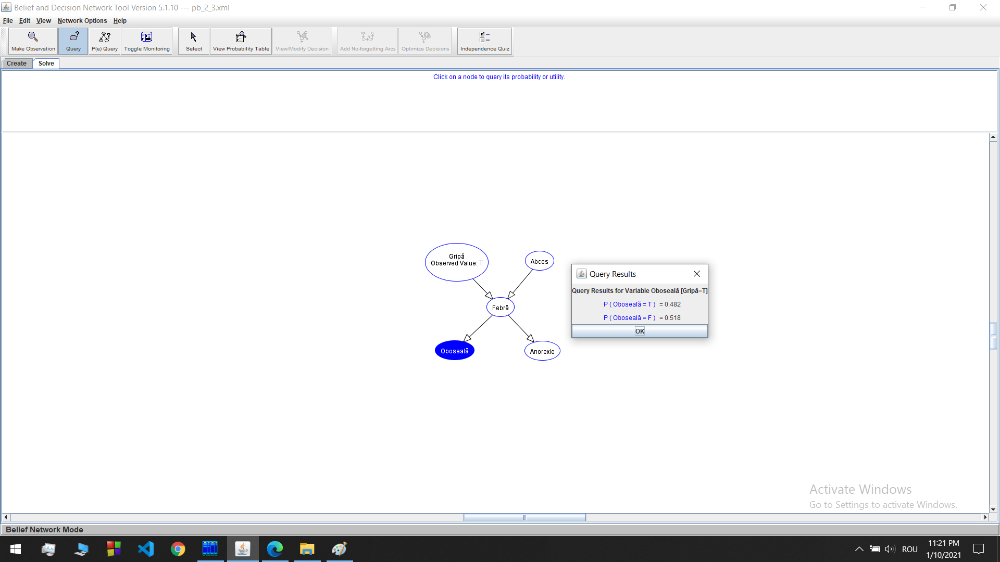 Belief and Decision Network Tool Version 5.1.10 --- pb_2_3.xml
File Edit View Network Options Help
Make Observation Query P(e) Query Toggle Monitoring Select View Probability Table View/Modify Decision Add No-forgetting Arcs Optimize Decisions Independence Quiz
Create Solve
Click on a node to query its probability or utility.
Gripă
Observed Value: T
Abces
Febră
Oboseală
Anorexie
Query Results
Query Results for Variable Oboseală [Gripă=T]
P ( Oboseală = T ) = 0.482
P ( Oboseală = F ) = 0.518
OK
Activate Windows
Go to Settings to activate Windows.
Belief Network Mode
ROU
11:21 PM
1/10/2021